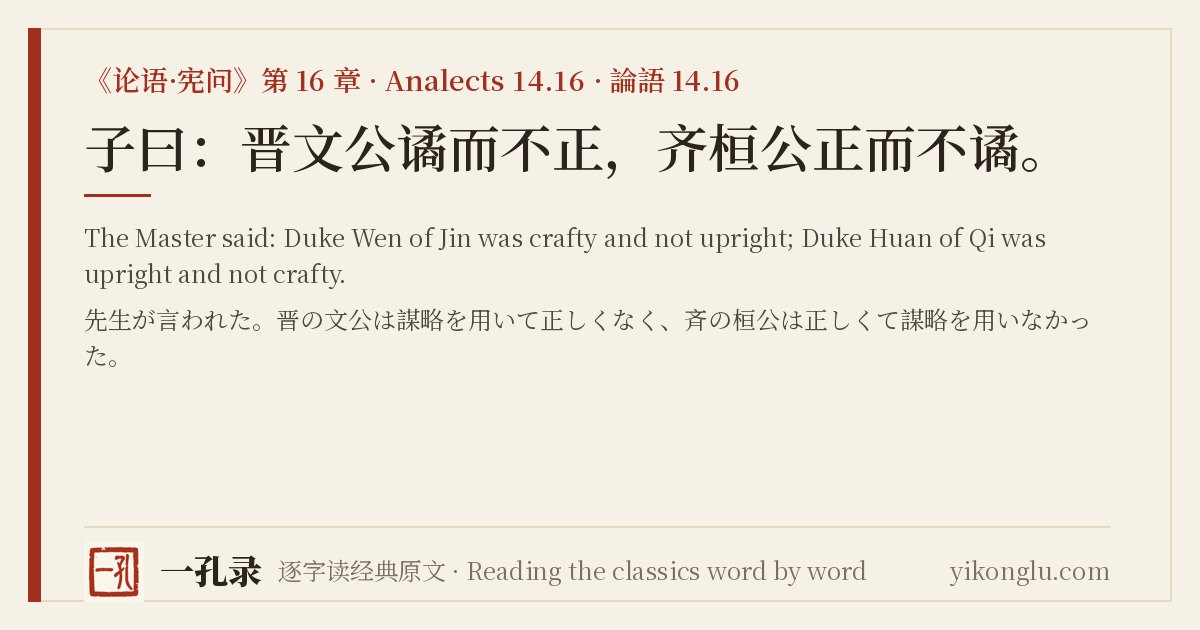 《论语·宪问》第 16 章 · Analects 14.16 · 論語 14.16
子曰：晋文公谲而不正，齐桓公正而不谲。
The Master said: Duke Wen of Jin was crafty and not upright; Duke Huan of Qi was
upright and not crafty.
先生が言われた。晋の文公は謀略を用いて正しくなく、斉の桓公は正しくて謀略を用いなかっ
た。
一孔
一孔录 逐字读经典原文 · Reading the classics word by word yikonglu.com